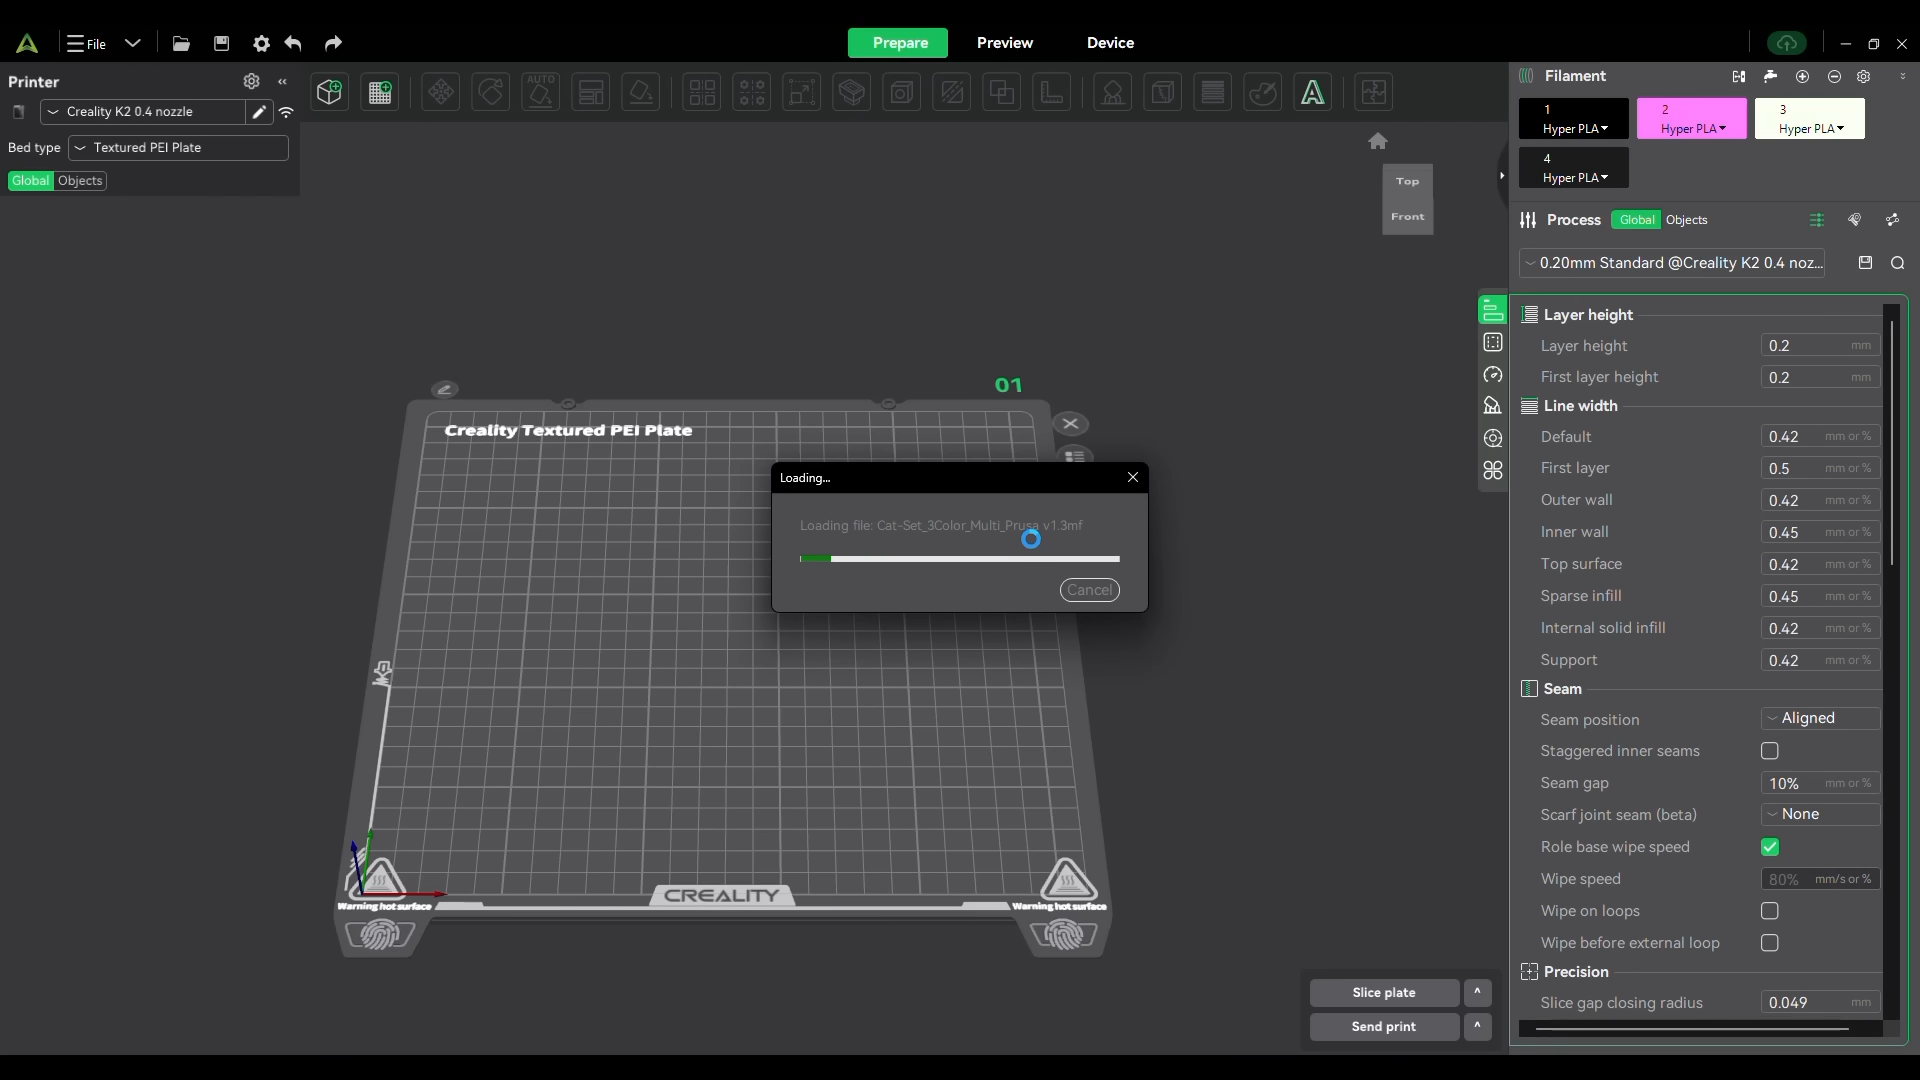 File
Prepare
Preview
Device
Printer
Creality K2 0.4 nozzle
Bed type
Textured PEI Plate
Global
Objects
AUTO
Top
Front
01
Creality Textured PEI Plate
Loading...
Loading file: Cat-Set_3Color_Multi_Prusa v1.3mf
Cancel
CREALITY
Warning hot surface
Warning hot surface
Slice plate
Send print
Filament
1
Hyper PLA
2
Hyper PLA
3
Hyper PLA
4
Hyper PLA
Process
Global
Objects
0.20mm Standard @Creality K2 0.4 noz...
Layer height
Layer height 0.2 mm
First layer height 0.2 mm
Line width
Default 0.42 mm or %
First layer 0.5 mm or %
Outer wall 0.42 mm or %
Inner wall 0.45 mm or %
Top surface 0.42 mm or %
Sparse infill 0.45 mm or %
Internal solid infill 0.42 mm or %
Support 0.42 mm or %
Seam
Seam position Aligned
Staggered inner seams
Seam gap 10% mm or %
Scarf joint seam (beta) None
Role base wipe speed
Wipe speed 80% mm/s or %
Wipe on loops
Wipe before external loop
Precision
Slice gap closing radius 0.049 mm